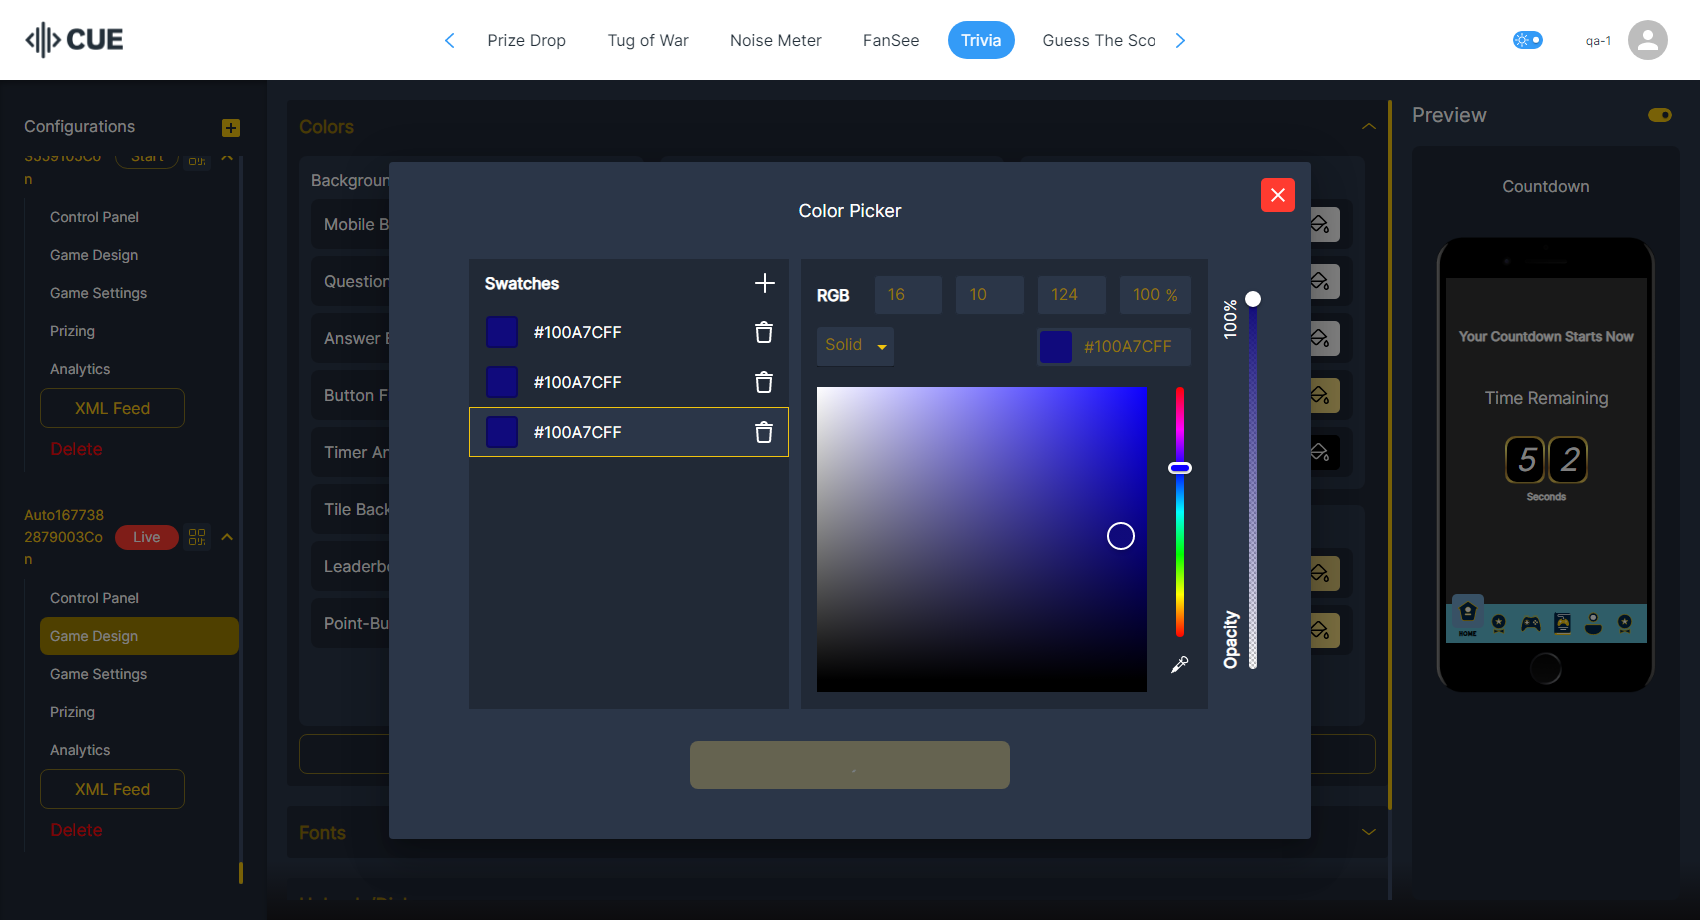 CUE
Prize Drop
Tug of War
Noise Meter
FanSee
Trivia
Guess The Sco
qa-1
Configurations
Start
n
Control Panel
Game Design
Game Settings
Prizing
Analytics
XML Feed
Delete
Auto167738
2879003Co
n
Live
Control Panel
Game Design
Game Settings
Prizing
Analytics
XML Feed
Delete
Colors
Backgroun
Mobile B
Question
Answer
Button F
Timer An
Tile Back
Leaderbo
Point-Bu
Fonts
Color Picker
Swatches
#100A7CFF
#100A7CFF
#100A7CFF
RGB
16
10
124
100 %
Solid
#100A7CFF
100%
Opacity
Preview
Countdown
Your Countdown Starts Now
Time Remaining
5 2
Seconds
HOME